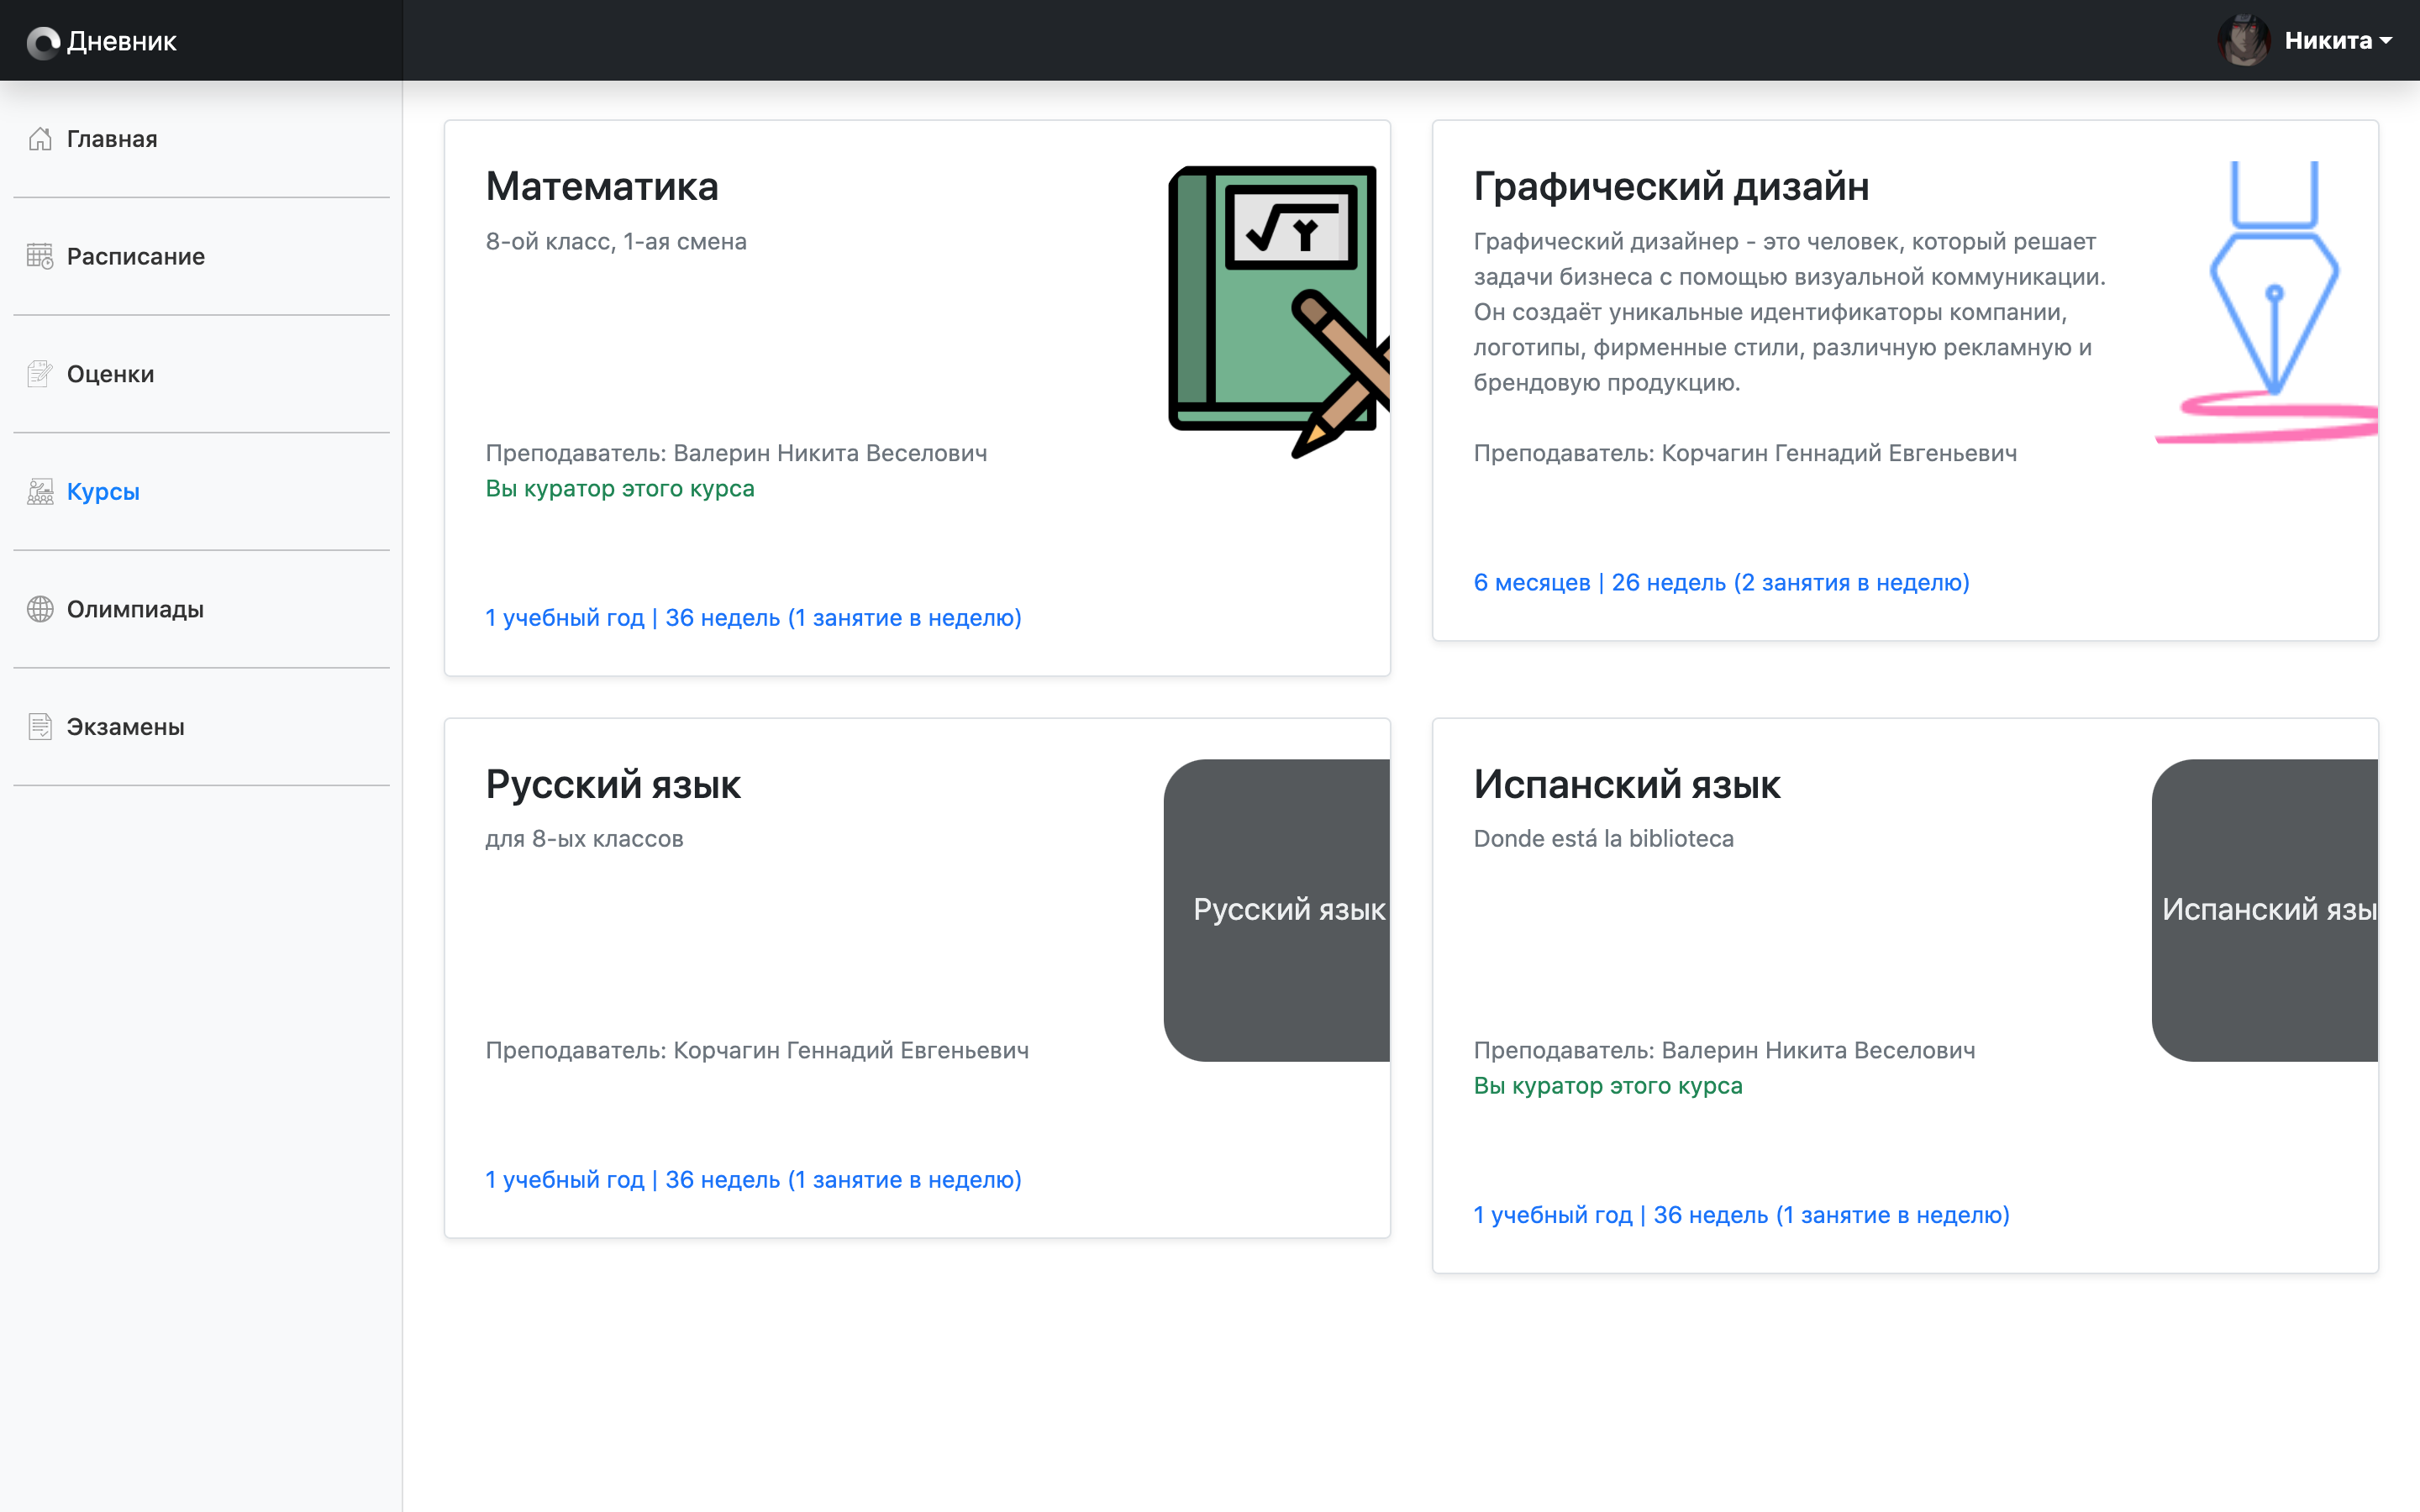 Дневник
Никита
Главная
Расписание
Оценки
Курсы
Олимпиады
Экзамены
Математика
8-ой класс, 1-ая смена
Преподаватель: Валерин Никита Веселович
Вы куратор этого курса
1 учебный год | 36 недель (1 занятие в неделю)
Графический дизайн
Графический дизайнер - это человек, который решает
задачи бизнеса с помощью визуальной коммуникации.
Он создаёт уникальные идентификаторы компании,
логотипы, фирменные стили, различную рекламную и
брендовую продукцию.
Преподаватель: Корчагин Геннадий Евгеньевич
6 месяцев | 26 недель (2 занятия в неделю)
Русский язык
для 8-ых классов
Русский язык
Преподаватель: Корчагин Геннадий Евгеньевич
1 учебный год | 36 недель (1 занятие в неделю)
Испанский язык
Donde está la biblioteca
Испанский язы
Преподаватель: Валерин Никита Веселович
Вы куратор этого курса
1 учебный год | 36 недель (1 занятие в неделю)